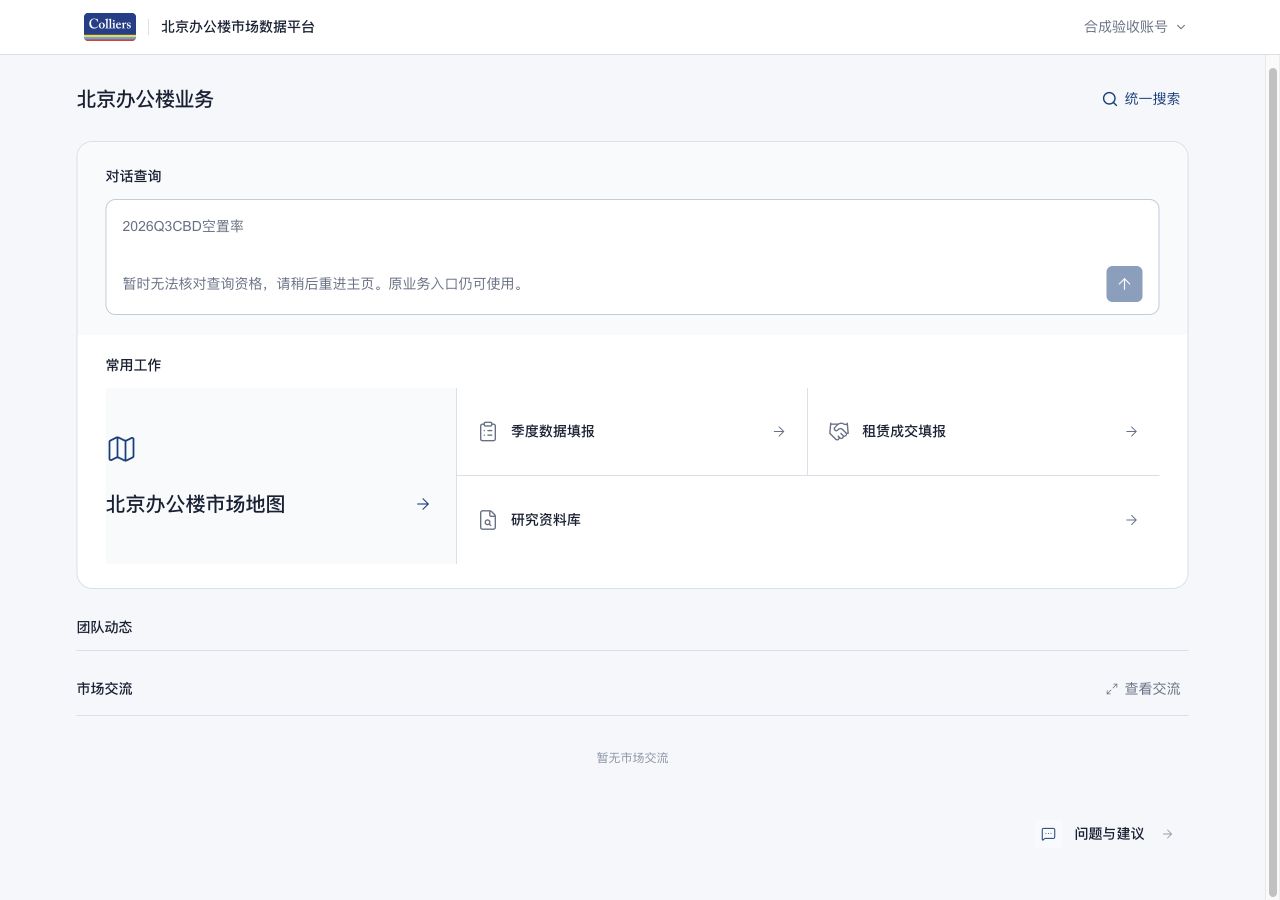 Colliers
北京办公楼市场数据平台
合成验收账号
北京办公楼业务
统一搜索
对话查询
2026Q3CBD空置率
暂时无法核对查询资格，请稍后重进主页。原业务入口仍可使用。
常用工作
季度数据填报
租赁成交填报
北京办公楼市场地图
研究资料库
团队动态
市场交流
查看交流
暂无市场交流
问题与建议